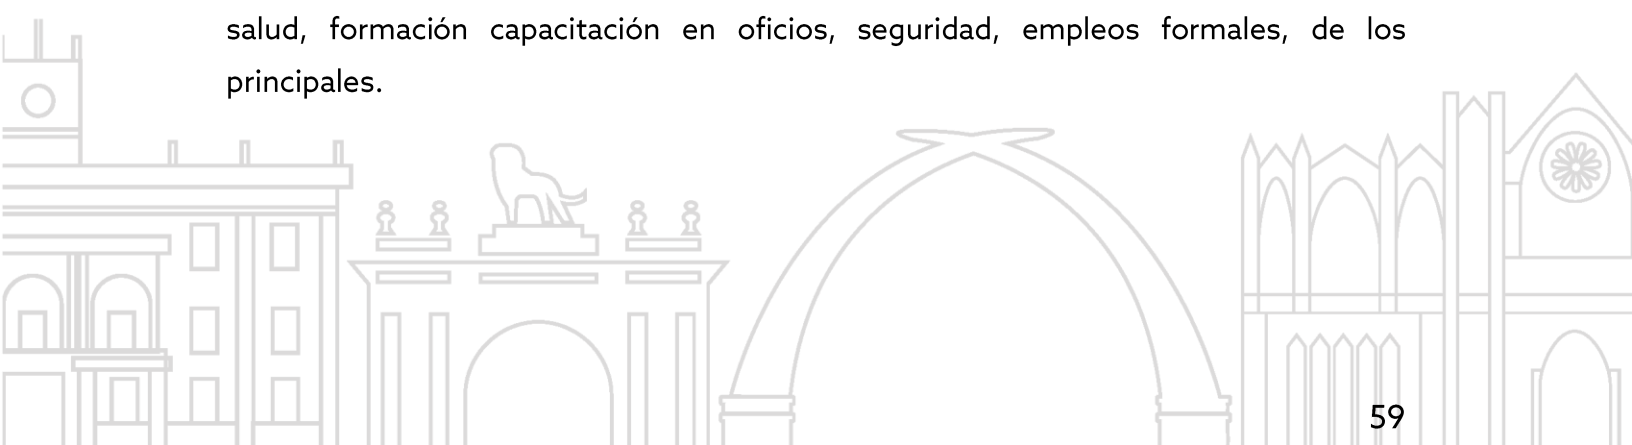 salud, formación capacitación en oficios, seguridad, empleos formales, de los
principales.
59